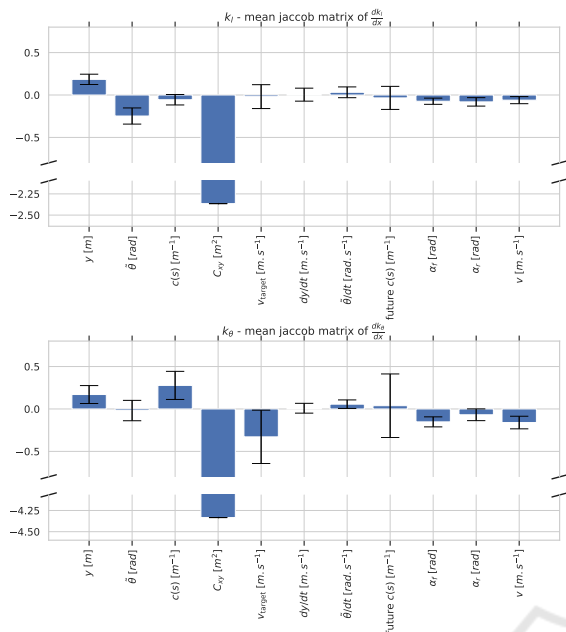 k_l - mean jaccob matrix of dk_l/dx
0.5
0.0
−0.5
−2.25
−2.50
y [m]
θ̃ [rad]
c(s) [m⁻¹]
C_xy [m²]
v_target [m.s⁻¹]
dy/dt [m.s⁻¹]
θ̃/dt [rad.s⁻¹]
future c(s) [m⁻¹]
α_f [rad]
α_r [rad]
v [m.s⁻¹]
k_θ - mean jaccob matrix of dk_θ/dx
0.5
0.0
−0.5
−4.25
−4.50
y [m]
θ̃ [rad]
c(s) [m⁻¹]
C_xy [m²]
v_target [m.s⁻¹]
dy/dt [m.s⁻¹]
θ̃/dt [rad.s⁻¹]
future c(s) [m⁻¹]
α_f [rad]
α_r [rad]
v [m.s⁻¹]